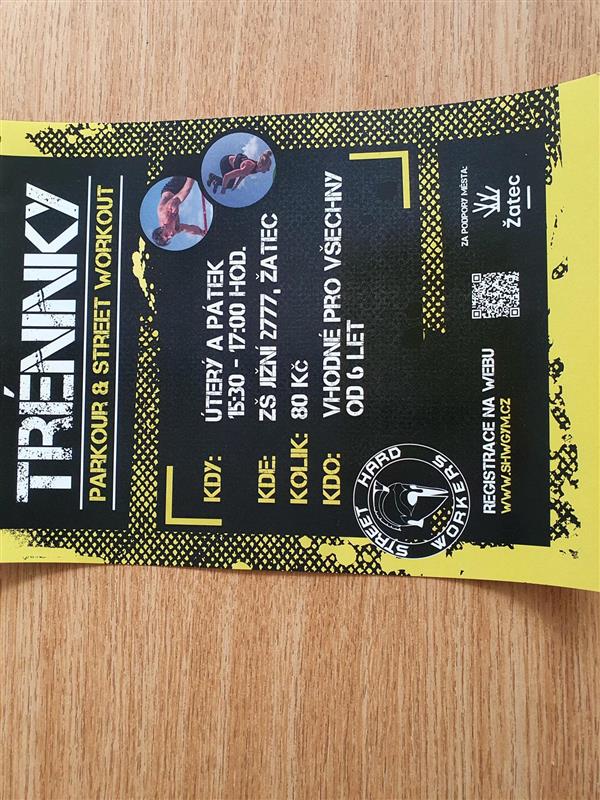 TRÉNINKY
PARKOUR & STREET WORKOUT
KDY: ÚTERÝ A PÁTEK
15:30 - 17:00 HOD.
KDE: ZŠ JIŽNÍ 2777, ŽATEC
KOLIK: 80 KČ
KDO: VHODNÉ PRO VŠECHNY
OD 6 LET
STREET HARD
WORKERS
REGISTRACE NA WEBU
WWW.SHWGYM.CZ
ZA PODPORY MĚSTA:
Žatec